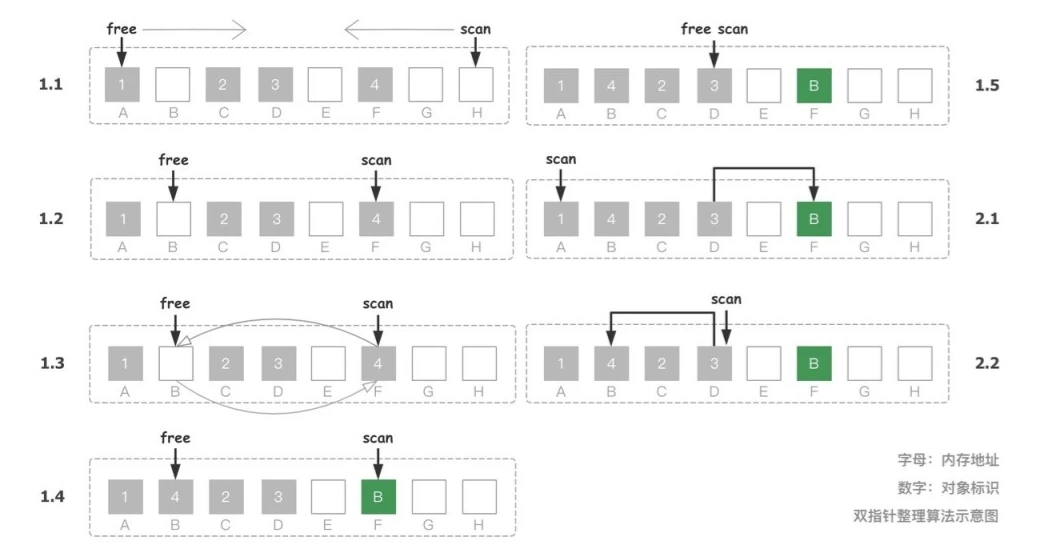 free scan
1.1
1 2 3 4
A B C D E F G H
free scan
1 4 2 3 B
A B C D E F G H
1.5
free scan
1.2
1 2 3 4
A B C D E F G H
scan
1 4 2 3 B
A B C D E F G H
2.1
free scan
1.3
1 2 3 4
A B C D E F G H
scan
1 4 2 3 B
A B C D E F G H
2.2
free scan
1.4
1 4 2 3 B
A B C D E F G H
字母：内存地址
数字：对象标识
双指针整理算法示意图